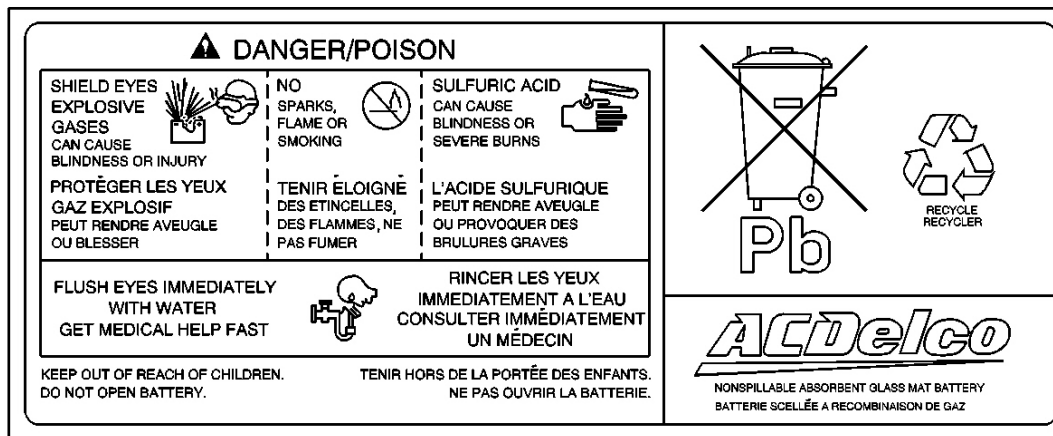 DANGER/POISON
SHIELD EYES
EXPLOSIVE
GASES
CAN CAUSE
BLINDNESS OR INJURY
PROTÉGER LES YEUX
GAZ EXPLOSIF
PEUT RENDRE AVEUGLE
OU BLESSER
NO
SPARKS,
FLAME OR
SMOKING
TENIR ÉLOIGNÉ
DES ETINCELLES,
DES FLAMMES, NE
PAS FUMER
SULFURIC ACID
CAN CAUSE
BLINDNESS OR
SEVERE BURNS
L'ACIDE SULFURIQUE
PEUT RENDRE AVEUGLE
OU PROVOQUER DES
BRULURES GRAVES
FLUSH EYES IMMEDIATELY
WITH WATER
GET MEDICAL HELP FAST
RINCER LES YEUX
IMMEDIATEMENT A L'EAU
CONSULTER IMMÉDIATEMENT
UN MÉDECIN
KEEP OUT OF REACH OF CHILDREN.
DO NOT OPEN BATTERY.
TENIR HORS DE LA PORTÉE DES ENFANTS.
NE PAS OUVRIR LA BATTERIE.
Pb
RECYCLE
RECYCLER
ACDelco
NONSPILLABLE ABSORBENT GLASS MAT BATTERY
BATTERIE SCELLÉE A RECOMBINAISON DE GAZ